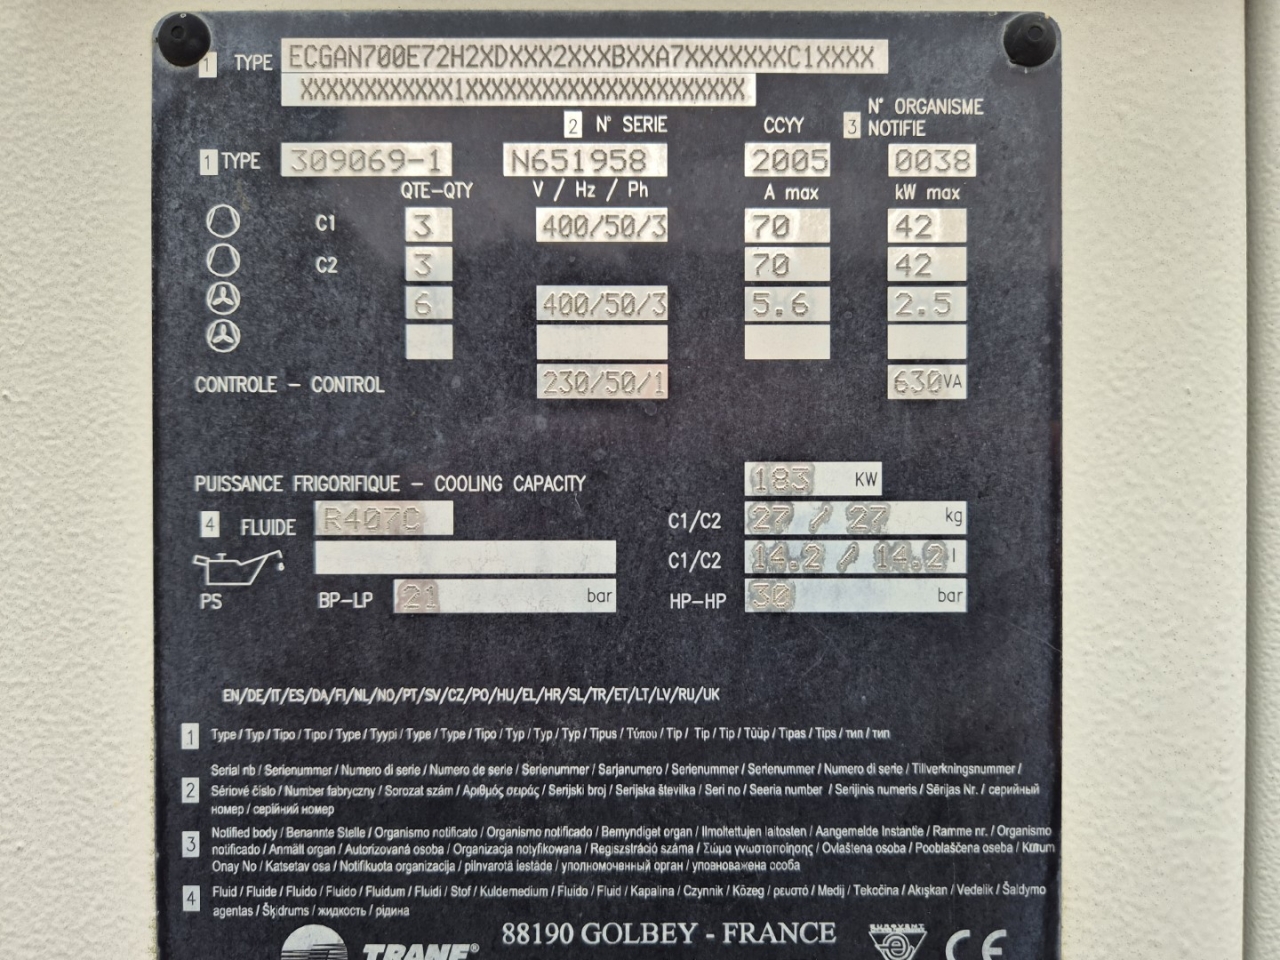 1 TYPE ECGAN700E72H2XDXXX2XXXBXXA7XXXXXXXC1XXXX
XXXXXXXXXXXX1XXXXXXXXXXXXXXXXXXXXXX
2 N° SERIE CCYY 3 N° ORGANISME NOTIFIE
1 TYPE 309069-1 N651958 2005 0038
QTE-QTY V / Hz / Ph A max kW max
C1 3 400/50/3 70 42
C2 3 70 42
6 400/50/3 5.6 2.5
CONTROLE - CONTROL 230/50/1 630VA
PUISSANCE FRIGORIFIQUE - COOLING CAPACITY 183 KW
4 FLUIDE R407C C1/C2 27 / 27 kg
C1/C2 14.2 / 14.2 l
PS BP-LP 21 bar HP-HP 30 bar
EN/DE/IT/ES/DA/FI/NL/NO/PT/SV/CZ/PO/HU/EL/HR/SL/TR/ET/LT/LV/RU/UK
1 Type / Typ / Tipo / Tipo / Type / Tyypi / Type / Type / Tipo / Typ / Typ / Typ / Tipus / Τύπου / Tip / Tip / Tip / Tüüp / Tipas / Tips / тип / тип
Serial nb / Serienummer / Numero di serie / Numero de serie / Serienummer / Sarjanumero / Serienummer / Serienummer / Numero di serie / Tillverkningsnummer /
2 Sériové číslo / Number fabryczny / Sorozat szám / Αριθμός σειράς / Serijski broj / Serijska številka / Seri no / Seeria number / Serijinis numeris / Sērijas Nr. / серийный
номер / серійний номер
Notified body / Benannte Stelle / Organismo notificato / Organismo notificado / Bemyndiget organ / Ilmoitettujen laitosten / Aangemelde Instantie / Ramme nr. / Organismo
3 notificado / Anmält organ / Autorizovaná osoba / Organizacja notyfikowana / Regiszstráció száma / Σώμα γνωστοποίησης / Ovlaštena osoba / Pooblaščena oseba / Kurum
Onay No / Katsetav osa / Notifikuota organizacija / pilnvarotā iestāde / уполномоченный орган / уповноважена особа
4 Fluid / Fluide / Fluido / Fluido / Fluidum / Fluidi / Stof / Kuldemedium / Fluido / Fluid / Kapalina / Czynnik / Közeg / ρευστό / Medij / Tekočina / Akışkan / Vedelik / Šaldymo
agentas / Šķidrums / жидкость / рідина
88190 GOLBEY - FRANCE
TRANE® EUROVENT CE